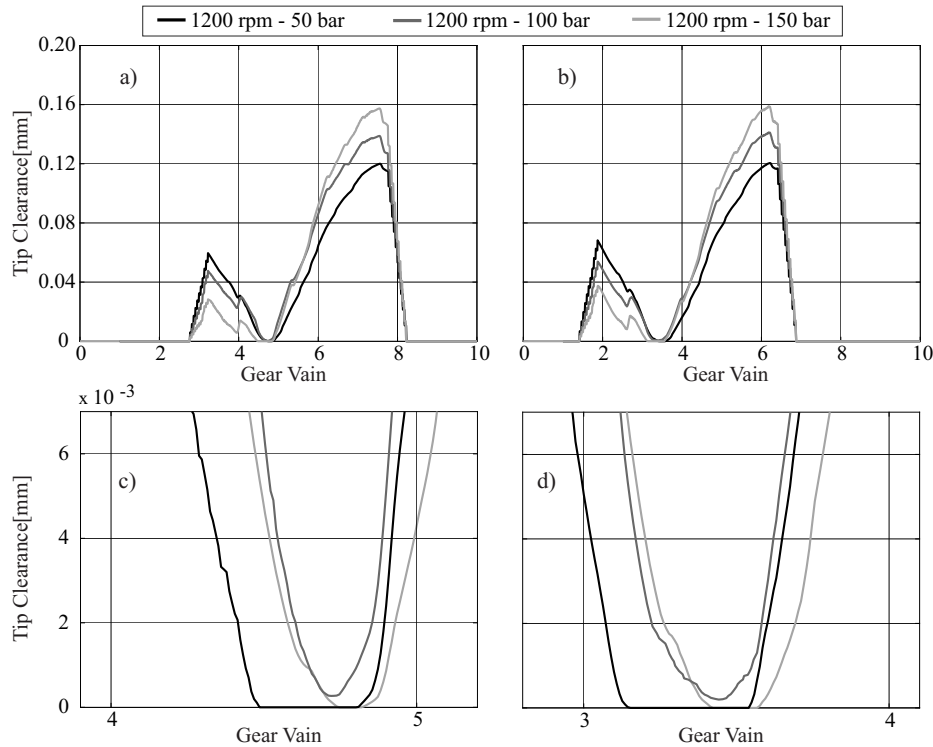 1200 rpm - 50 bar 1200 rpm - 100 bar 1200 rpm - 150 bar
a)
0.20
0.16
0.12
0.08
0.04
0
Tip Clearance[mm]
0 2 4 6 8 10
Gear Vain
b)
0 2 4 6 8 10
Gear Vain
x 10 -3
c)
6
4
2
0
Tip Clearance[mm]
4 5
Gear Vain
d)
3 4
Gear Vain